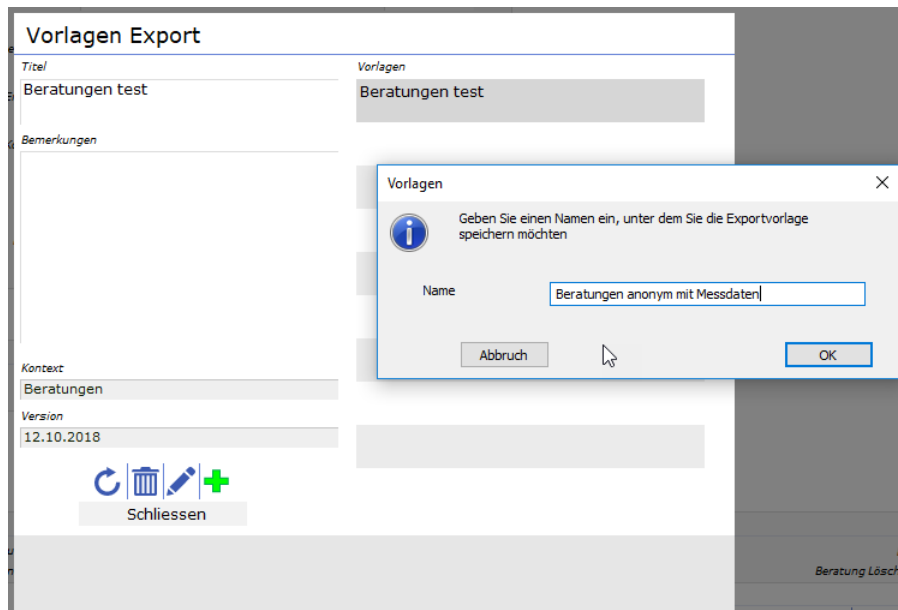 Vorlagen Export
Titel
Vorlagen
Beratungen test
Beratungen test
Bemerkungen
Vorlagen
Geben Sie einen Namen ein, unter dem Sie die Exportvorlage
speichern möchten
Name
Beratungen anonym mit Messdaten
Abbruch
OK
Kontext
Beratungen
Version
12.10.2018
Schliessen
Beratung Lösch